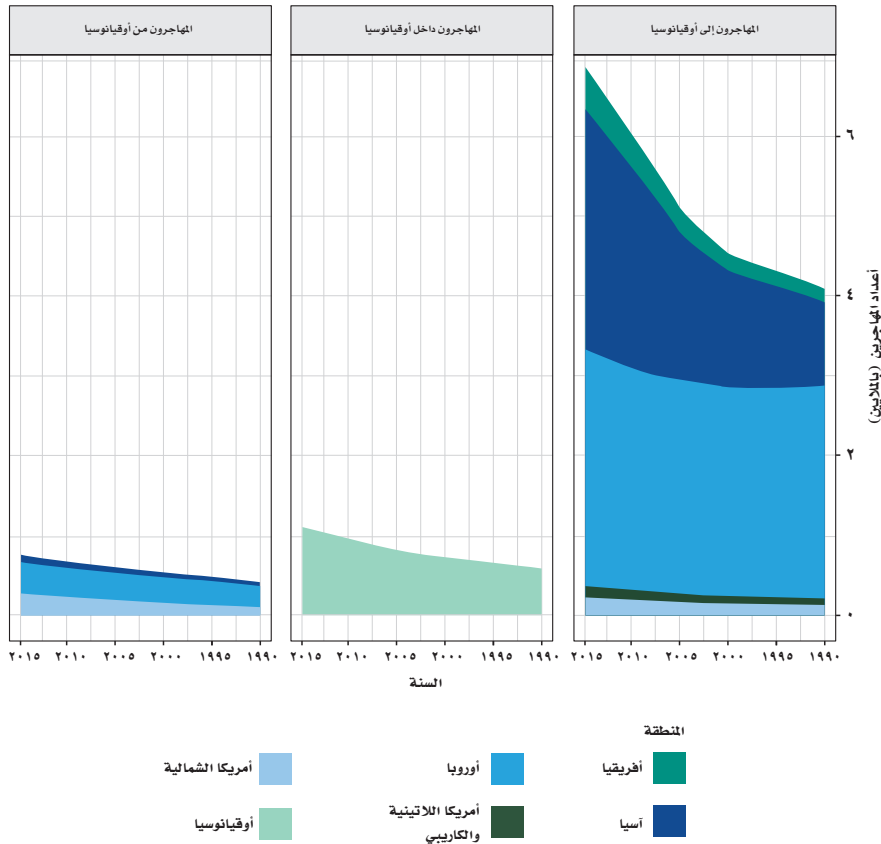 المهاجرون إلى أوقيانوسيا
المهاجرون داخل أوقيانوسيا
المهاجرون من أوقيانوسيا
٦
٤
٢
٠
أعداد المهاجرين (بالملايين)
١٩٩٠ ١٩٩٥ ٢٠٠٠ ٢٠٠٥ ٢٠١٠ ٢٠١٥
١٩٩٠ ١٩٩٥ ٢٠٠٠ ٢٠٠٥ ٢٠١٠ ٢٠١٥
١٩٩٠ ١٩٩٥ ٢٠٠٠ ٢٠٠٥ ٢٠١٠ ٢٠١٥
السنة
المنطقة
أفريقيا
أوروبا
أمريكا الشمالية
آسيا
أمريكا اللاتينية
والكاريبي
أوقيانوسيا